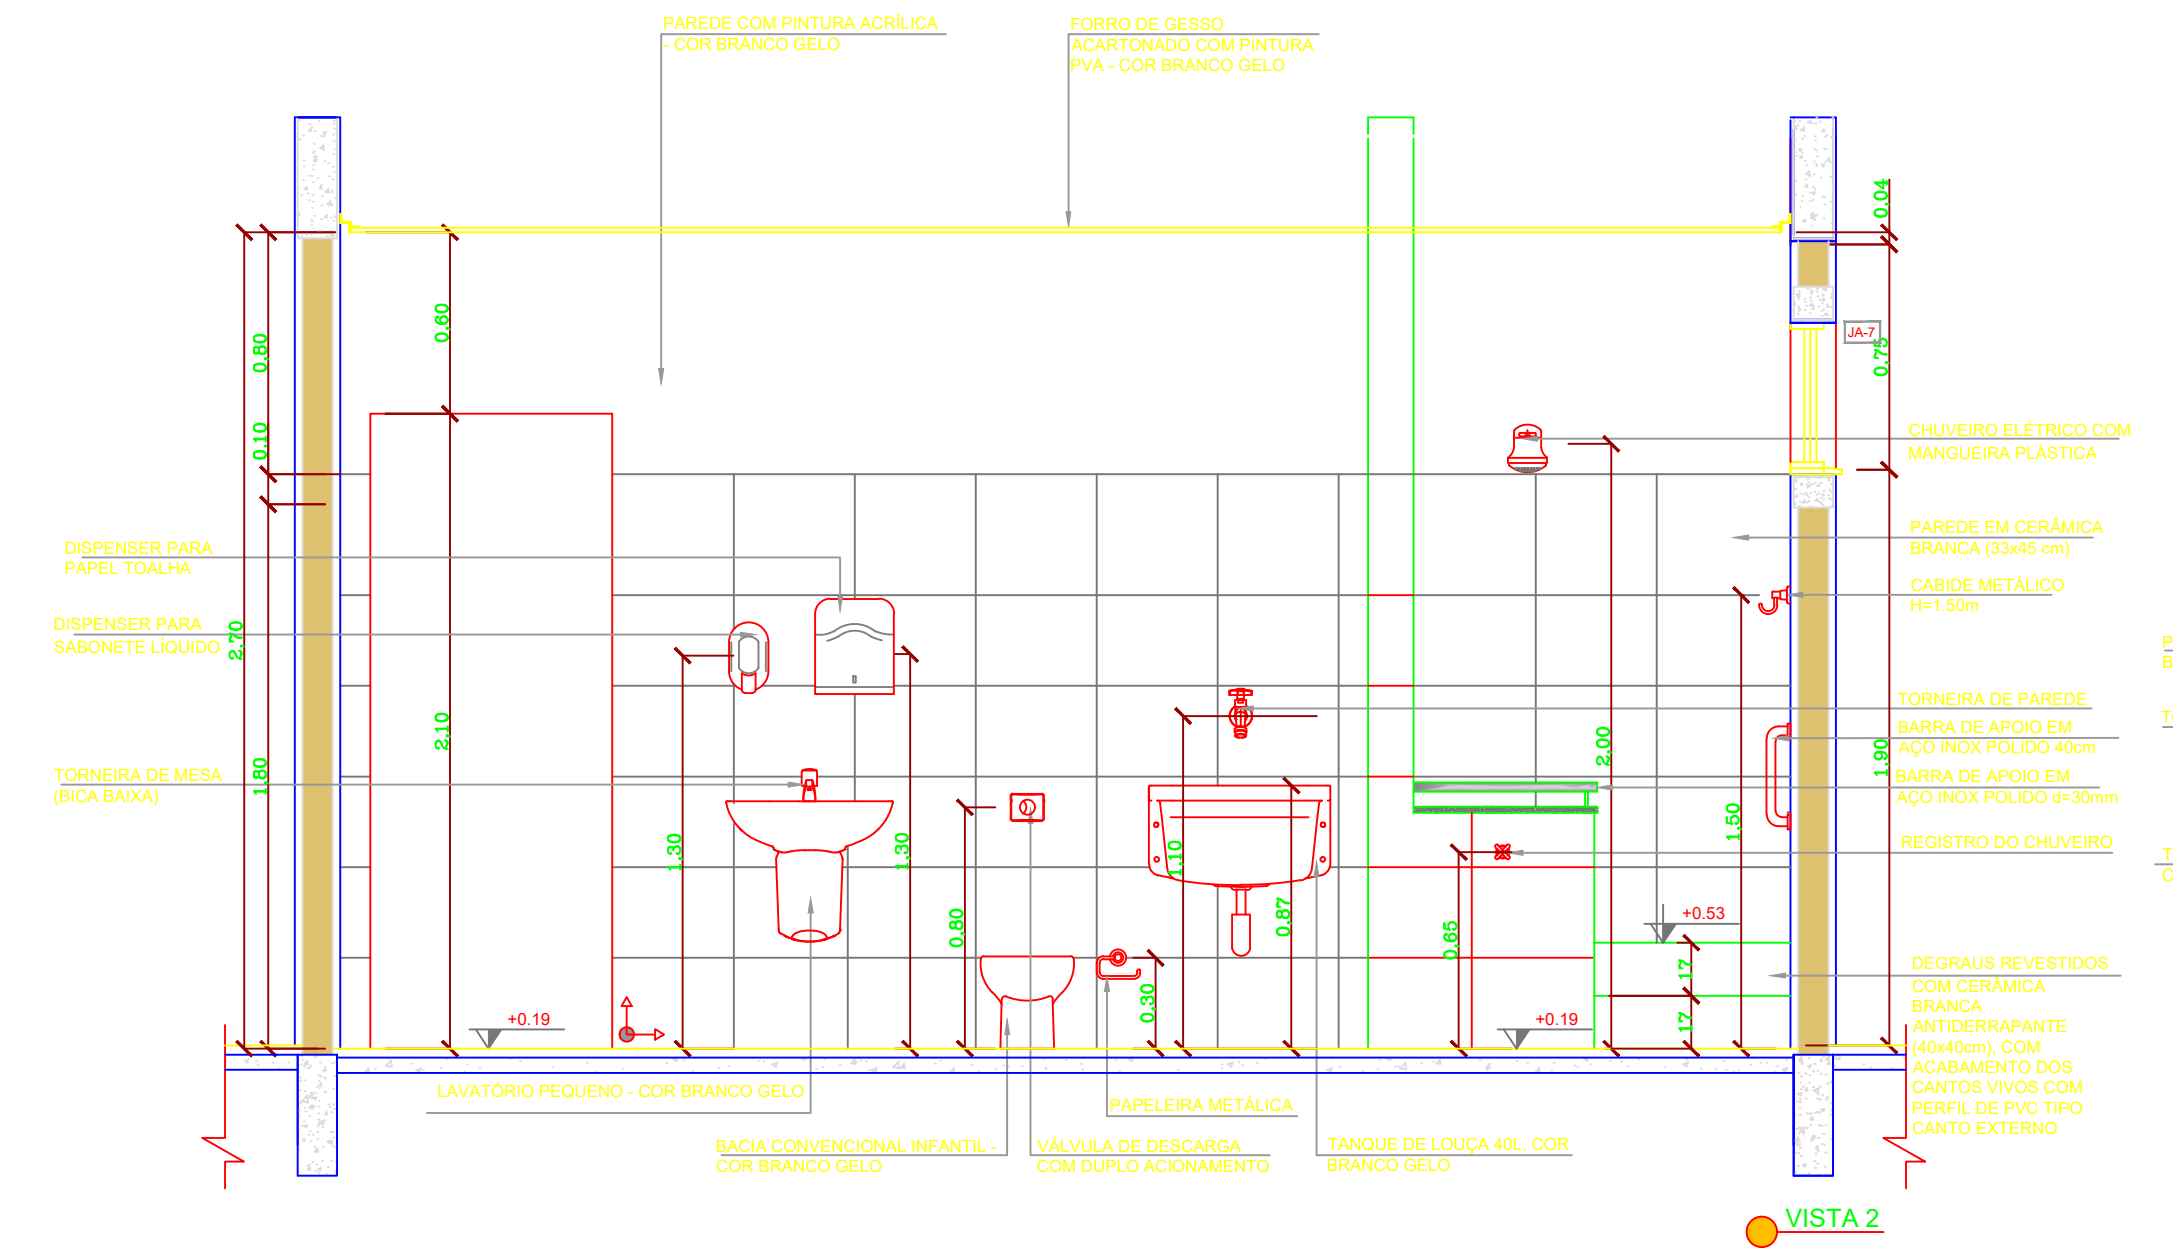 PAREDE COM PINTURA ACRÍLICA
- COR BRANCO GELO
FORRO DE GESSO
ACARTONADO COM PINTURA
PVA - COR BRANCO GELO
0.04
0.60
0.80
JA-7
0.75
0.10
CHUVEIRO ELÉTRICO COM
MANGUEIRA PLÁSTICA
PAREDE EM CERÂMICA
BRANCA (33x45 cm)
DISPENSER PARA
PAPEL TOALHA
CABIDE METÁLICO
H=1.50m
DISPENSER PARA
SABONETE LÍQUIDO
2.70
2.10
2.00
TORNEIRA DE PAREDE
BARRA DE APOIO EM
AÇO INOX POLIDO 40cm
1.90
TORNEIRA DE MESA
(BICA BAIXA)
1.80
BARRA DE APOIO EM
AÇO INOX POLIDO d=30mm
1.50
1.30
1.30
1.10
REGISTRO DO CHUVEIRO
0.80
0.87
0.65
+0.53
17
DEGRAUS REVESTIDOS
COM CERÂMICA
BRANCA
ANTIDERRAPANTE
(40x40cm), COM
ACABAMENTO DOS
CANTOS VIVOS COM
PERFIL DE PVC TIPO
CANTO EXTERNO
0.30
17
+0.19
+0.19
LAVATÓRIO PEQUENO - COR BRANCO GELO
PAPELEIRA METÁLICA
BACIA CONVENCIONAL INFANTIL -
COR BRANCO GELO
VÁLVULA DE DESCARGA
COM DUPLO ACIONAMENTO
TANQUE DE LOUÇA 40L, COR
BRANCO GELO
VISTA 2